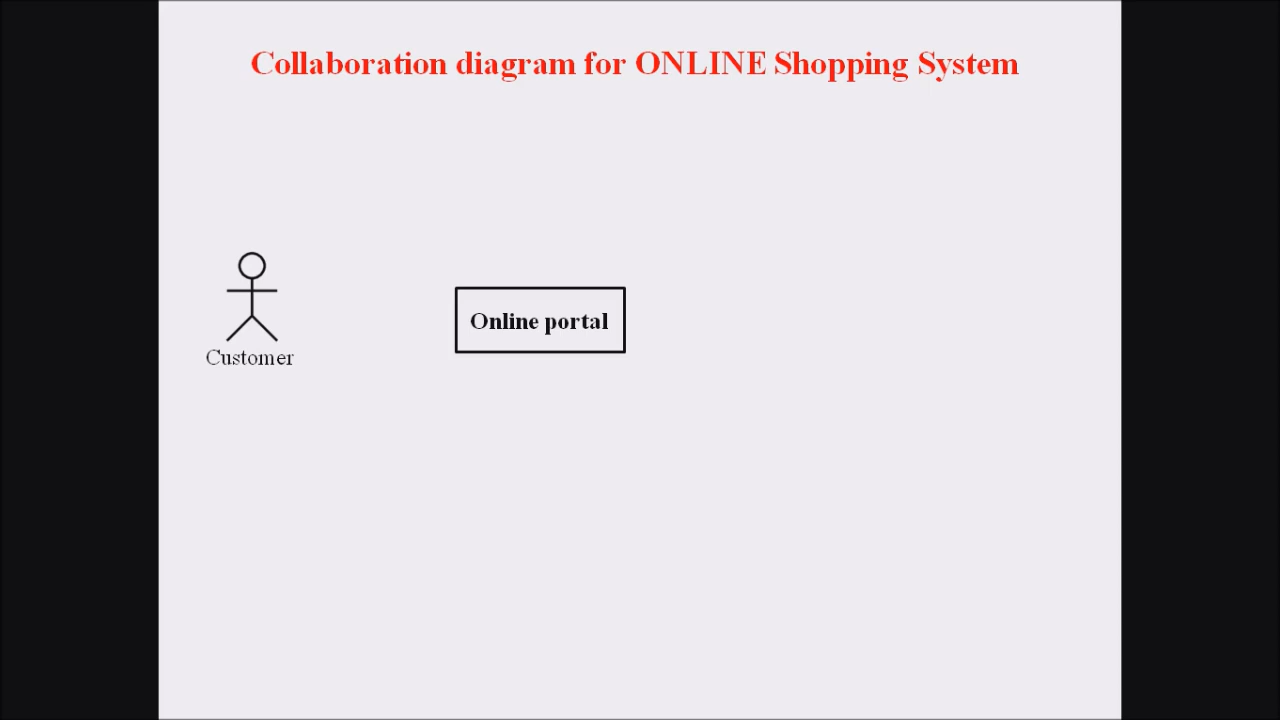 Collaboration diagram for ONLINE Shopping System
Online portal
Customer